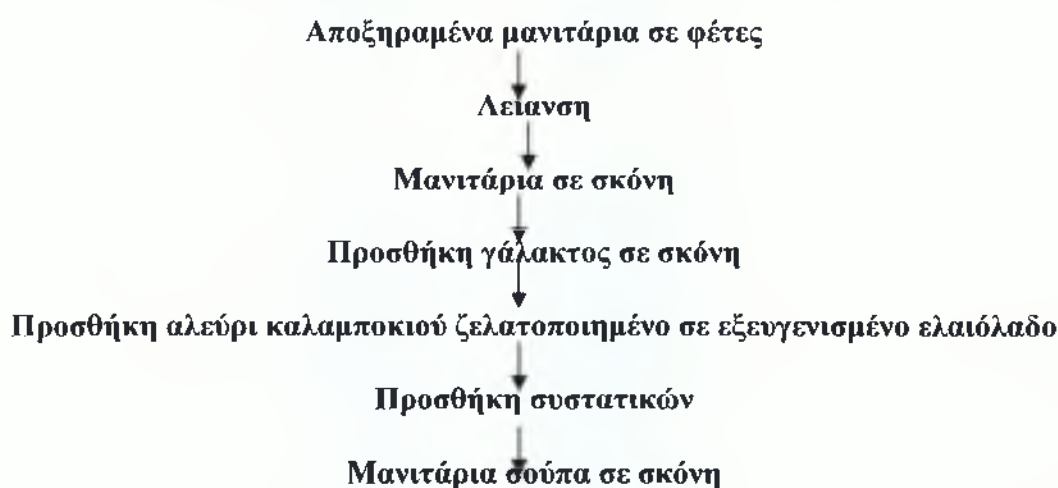 Αποξηραμένα μανιτάρια σε φέτες
Λείανση
Μανιτάρια σε σκόνη
Προσθήκη γάλακτος σε σκόνη
Προσθήκη αλεύρι καλαμποκιού ζελατοποιημένο σε εξευγενισμένο ελαιόλαδο
Προσθήκη συστατικών
Μανιτάρια σούπα σε σκόνη